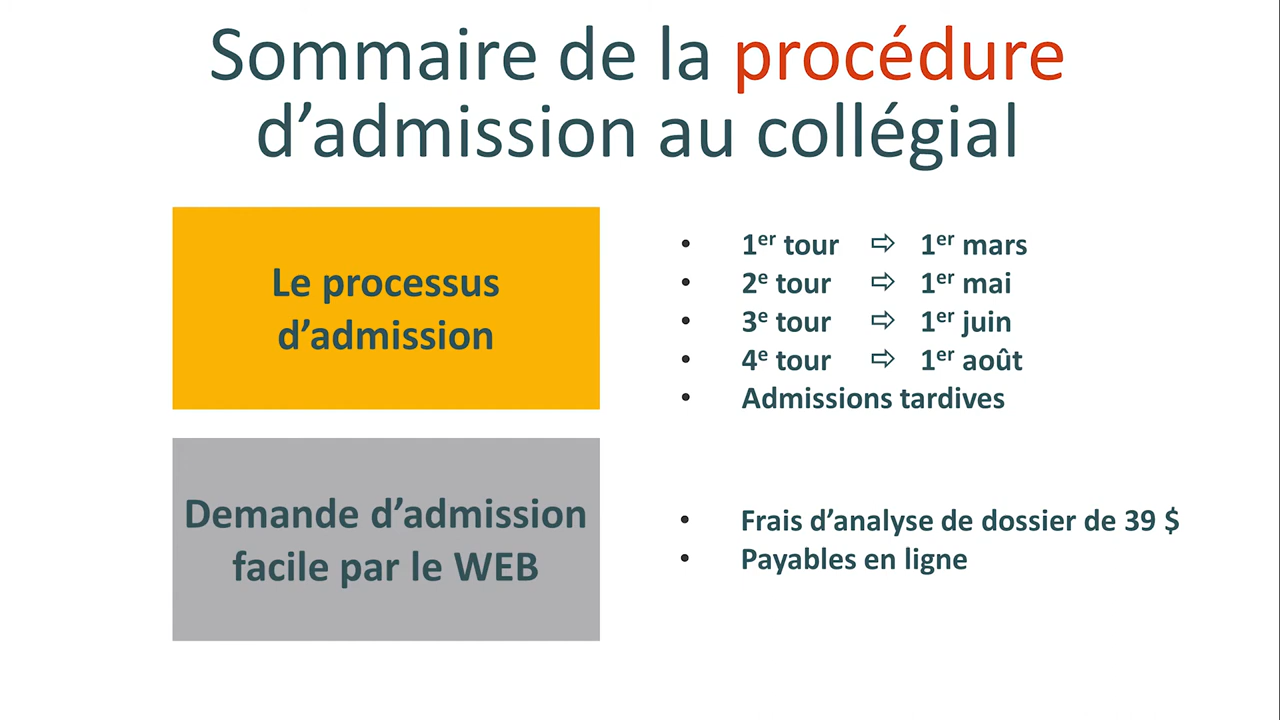 Sommaire de la procédure
d’admission au collégial
Le processus
d’admission
• 1er tour ⇨ 1er mars
• 2e tour ⇨ 1er mai
• 3e tour ⇨ 1er juin
• 4e tour ⇨ 1er août
• Admissions tardives
Demande d’admission
facile par le WEB
• Frais d’analyse de dossier de 39 $
• Payables en ligne